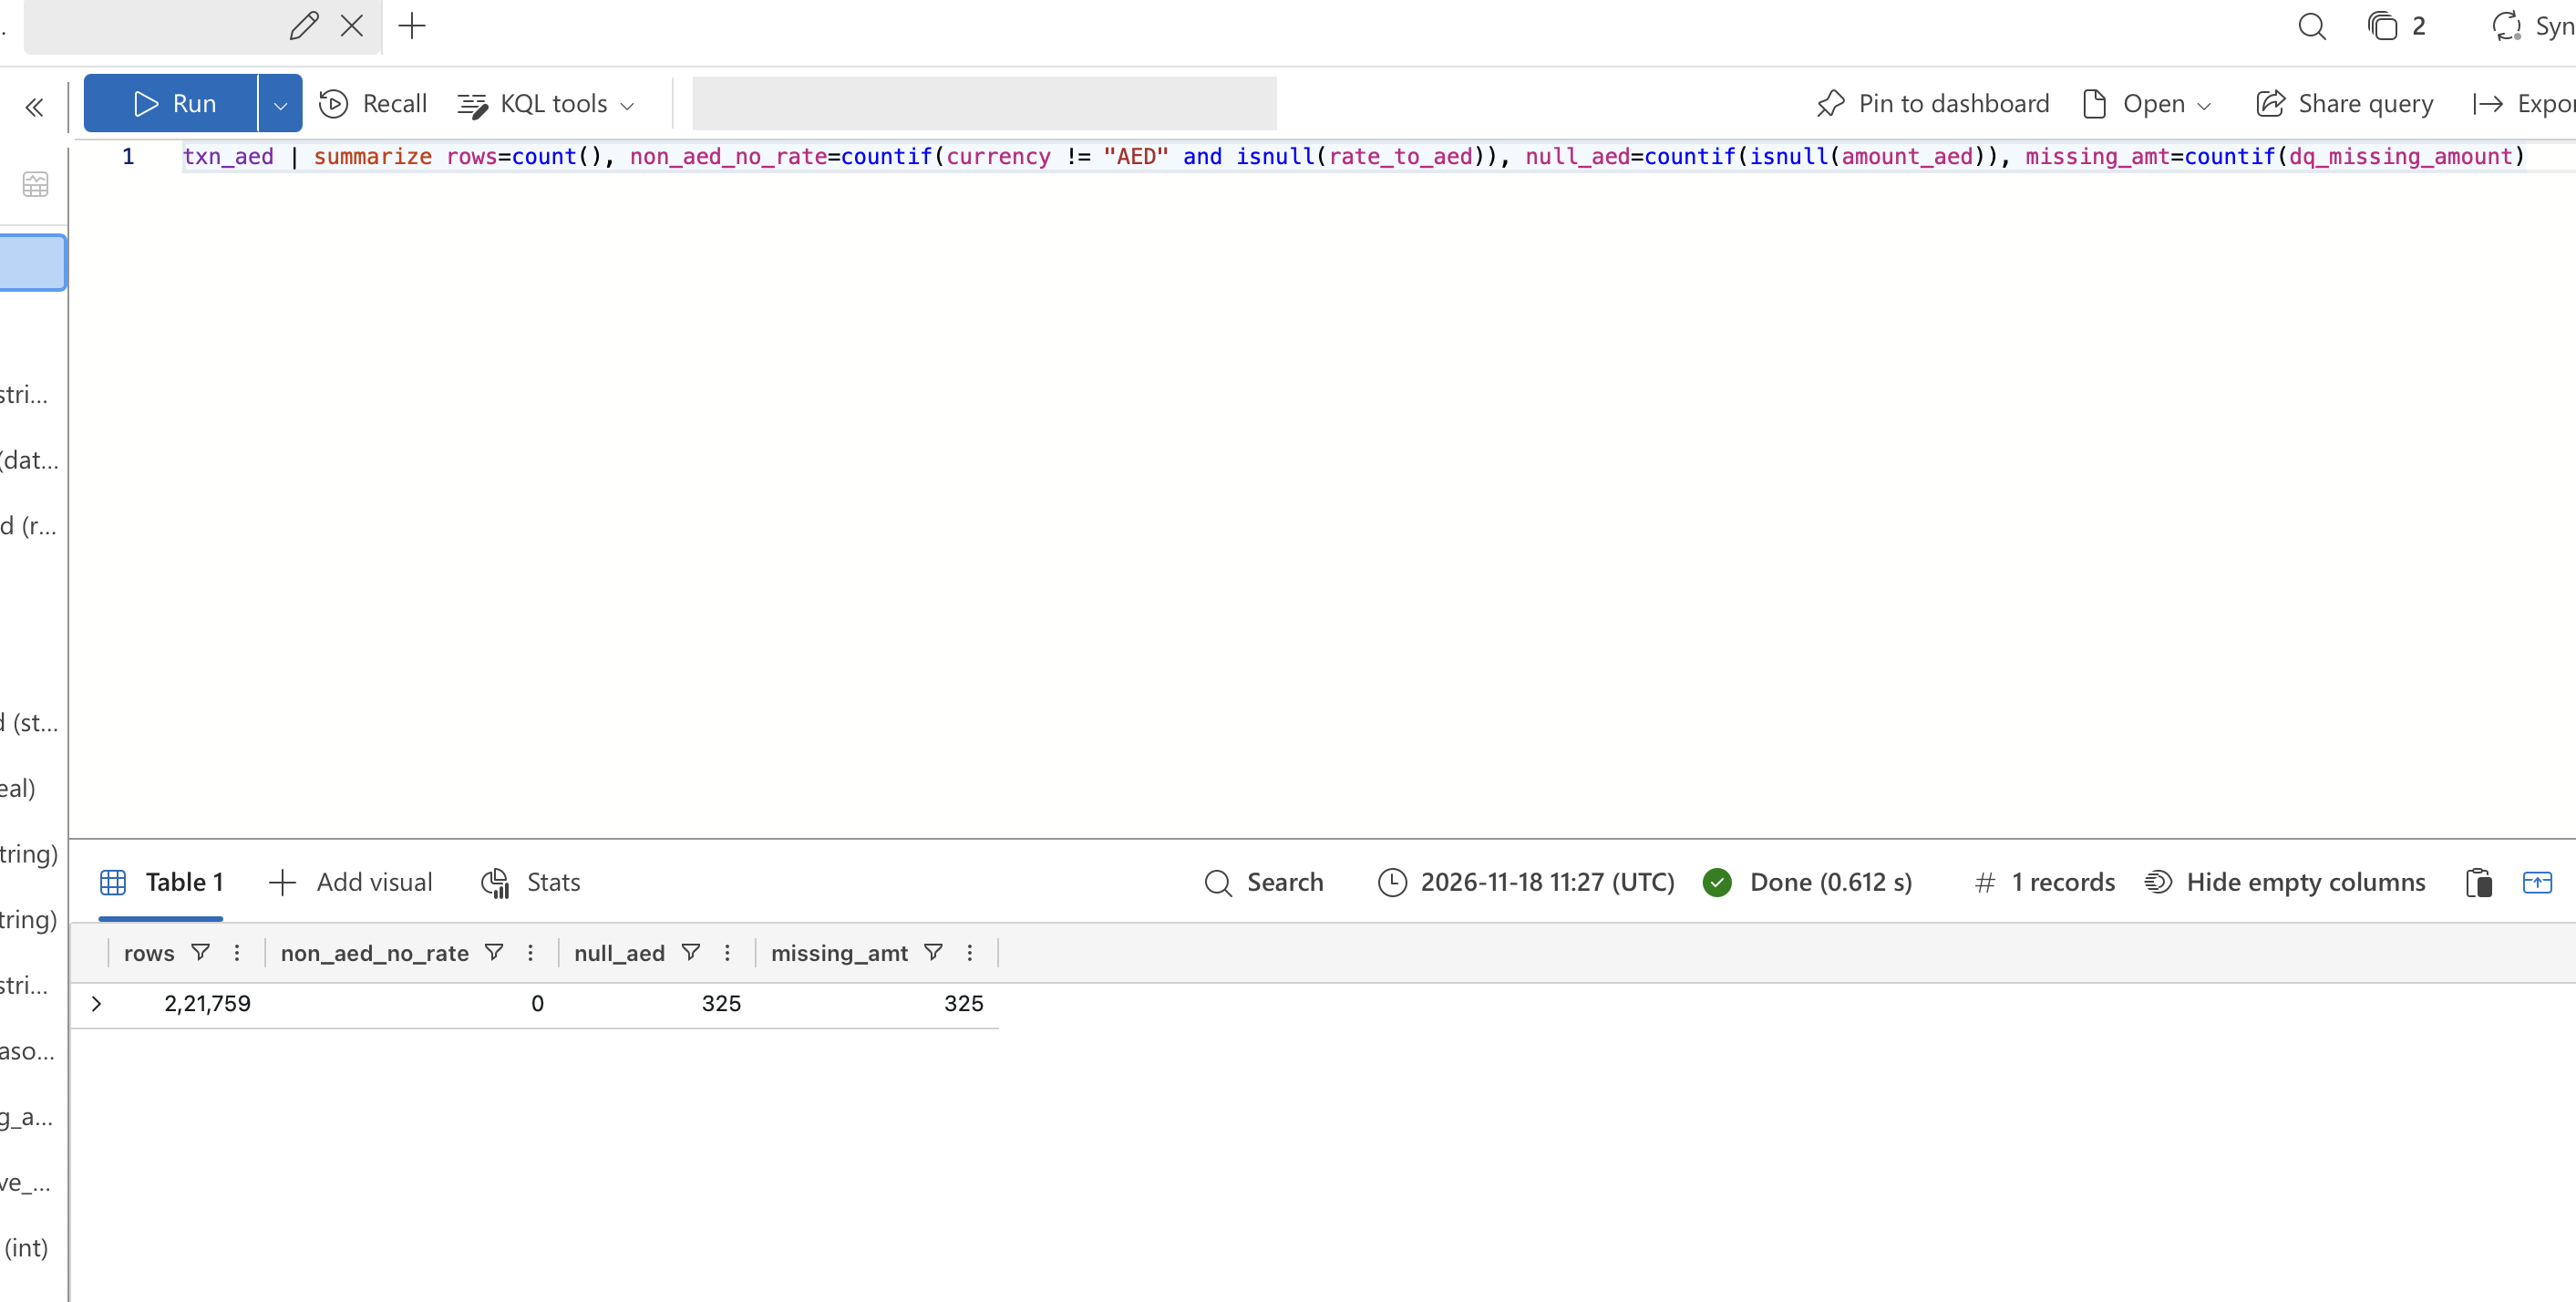 2 Syn
Run Recall KQL tools Pin to dashboard Open Share query Expor
1 txn_aed | summarize rows=count(), non_aed_no_rate=countif(currency != "AED" and isnull(rate_to_aed)), null_aed=countif(isnull(amount_aed)), missing_amt=countif(dq_missing_amount)
stri...
(dat...
d (r...
d (st...
eal)
tring)
tring)
stri...
aso...
g_a...
ve_...
(int)
Table 1 Add visual Stats Search 2026-11-18 11:27 (UTC) Done (0.612 s) # 1 records Hide empty columns
rows non_aed_no_rate null_aed missing_amt
2,21,759 0 325 325